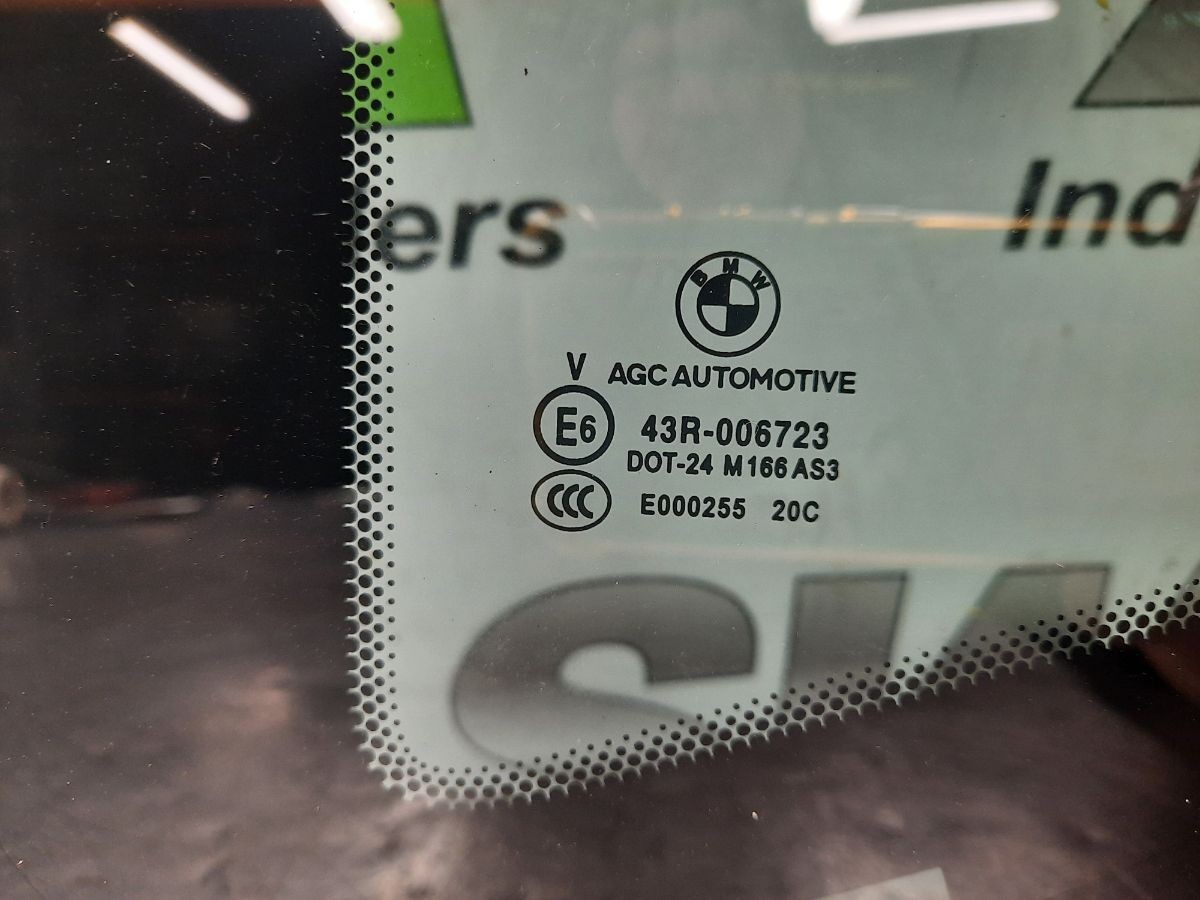 ers
Ind
BMW
V AGC AUTOMOTIVE
E6 43R-006723
DOT-24 M166 AS3
CCC E000255 20C